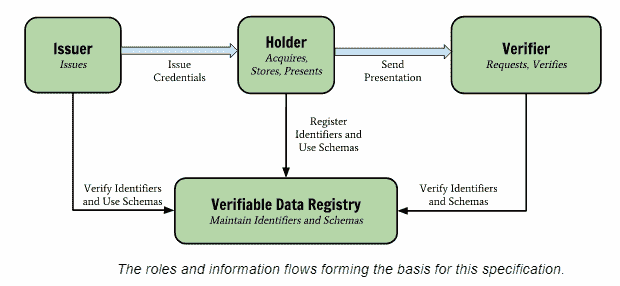 Issuer
Issues
Issue
Credentials
Holder
Acquires,
Stores, Presents
Send
Presentation
Verifier
Requests, Verifies
Register
Identifiers and
Use Schemas
Verify Identifiers
and Use Schemas
Verifiable Data Registry
Maintain Identifiers and Schemas
Verify Identifiers
and Schemas
The roles and information flows forming the basis for this specification.